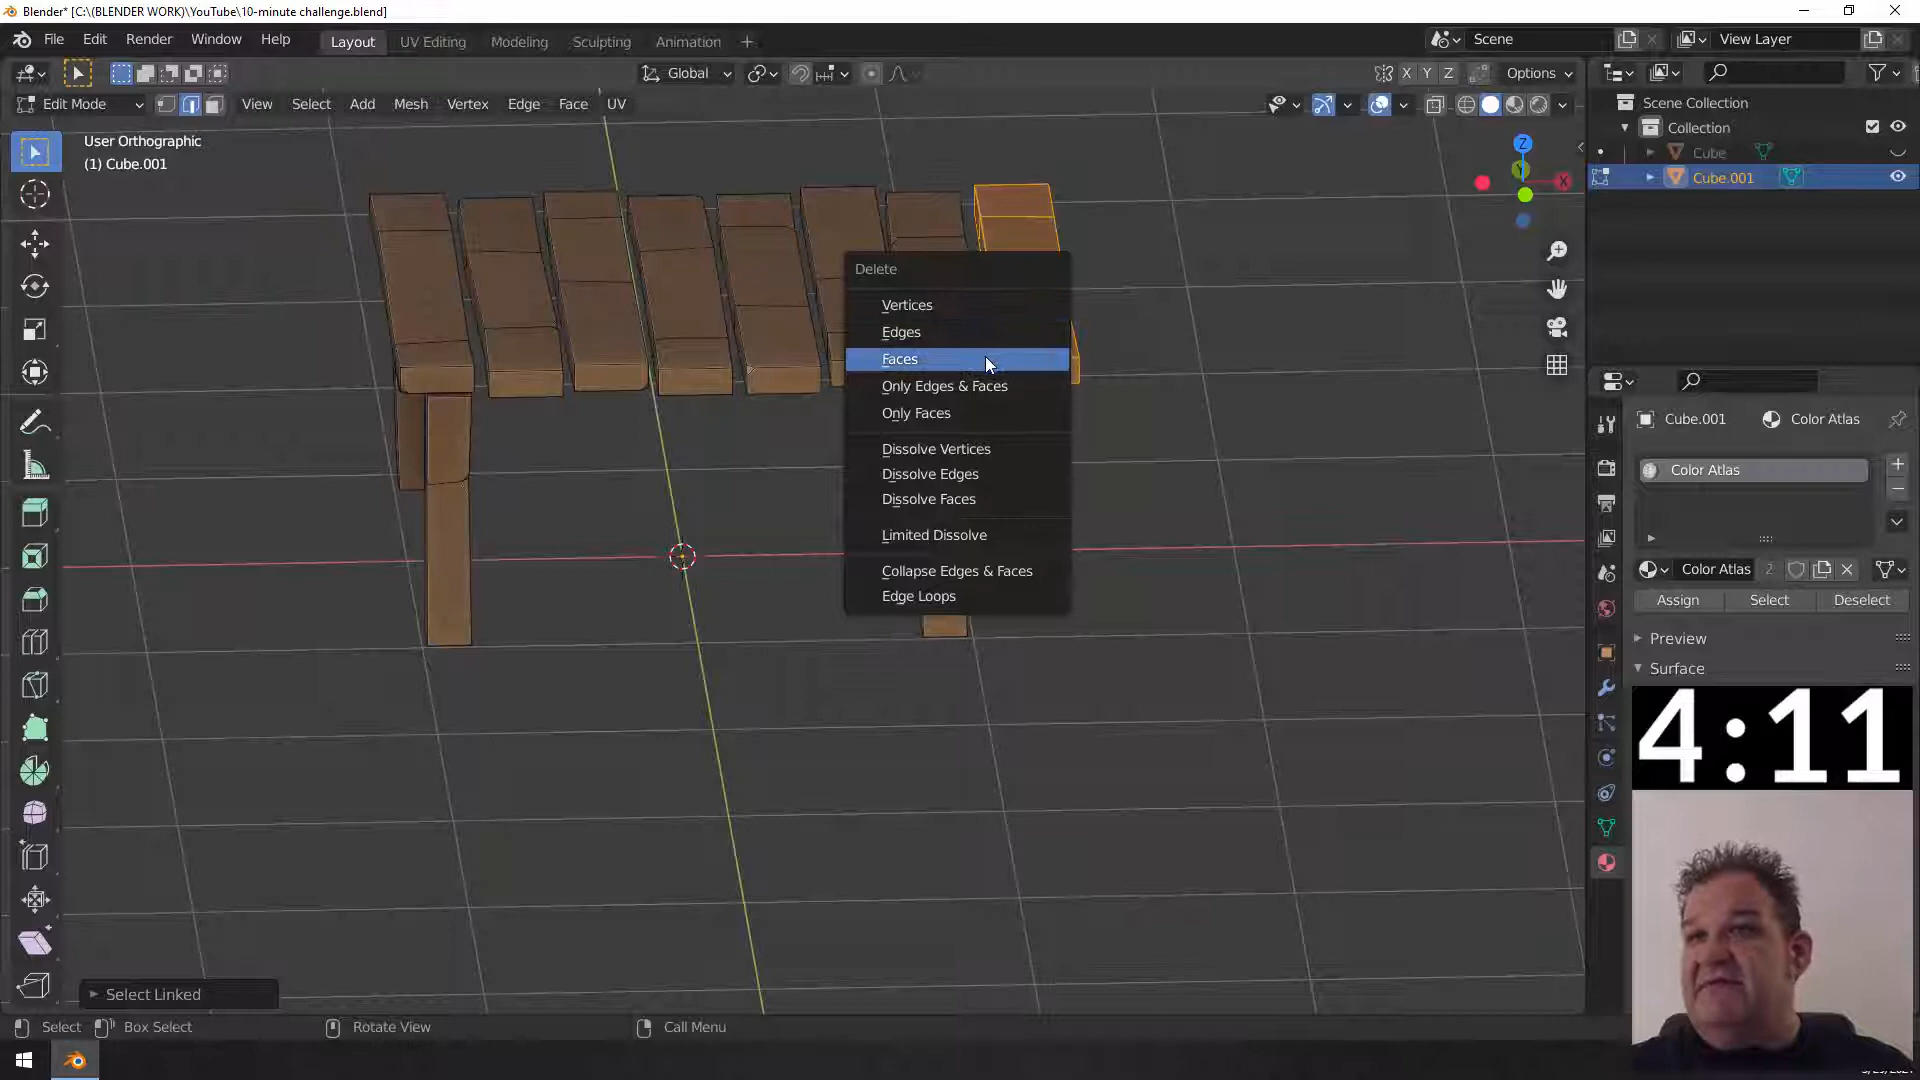 Blender* [C:\(BLENDER WORK)\YouTube\10-minute challenge.blend]
File Edit Render Window Help Layout UV Editing Modeling Sculpting Animation + Scene View Layer
Global X Y Z Options
Edit Mode View Select Add Mesh Vertex Edge Face UV
Scene Collection
Collection
Cube
Cube.001
User Orthographic
(1) Cube.001
Z
Y
X
Delete
Vertices
Edges
Faces
Only Edges & Faces
Only Faces
Dissolve Vertices
Dissolve Edges
Dissolve Faces
Limited Dissolve
Collapse Edges & Faces
Edge Loops
Cube.001 Color Atlas
Color Atlas
Color Atlas 2
Assign Select Deselect
Preview
Surface
4:11
Select Linked
Select Box Select Rotate View Call Menu